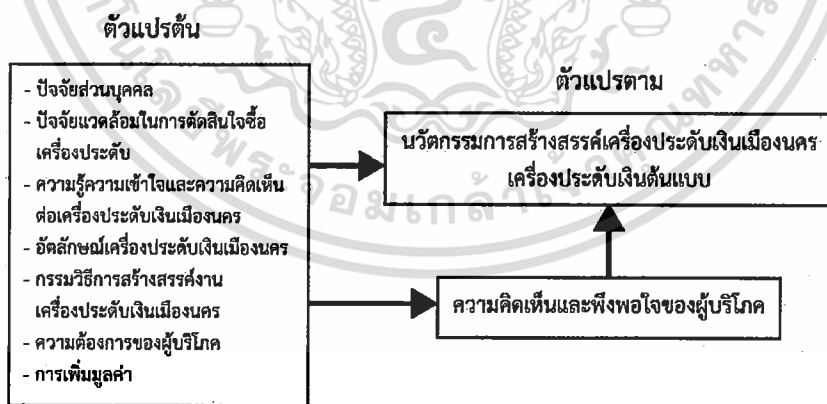 ตัวแปรต้น
- ปัจจัยส่วนบุคคล
- ปัจจัยแวดล้อมในการตัดสินใจซื้อ
เครื่องประดับ
- ความรู้ความเข้าใจและความคิดเห็น
ต่อเครื่องประดับเงินเมืองนคร
- อัตลักษณ์เครื่องประดับเงินเมืองนคร
- กรรมวิธีการสร้างสรรค์งาน
เครื่องประดับเงินเมืองนคร
- ความต้องการของผู้บริโภค
- การเพิ่มมูลค่า
ตัวแปรตาม
นวัตกรรมการสร้างสรรค์เครื่องประดับเงินเมืองนคร
เครื่องประดับเงินต้นแบบ
ความคิดเห็นและพึงพอใจของผู้บริโภค